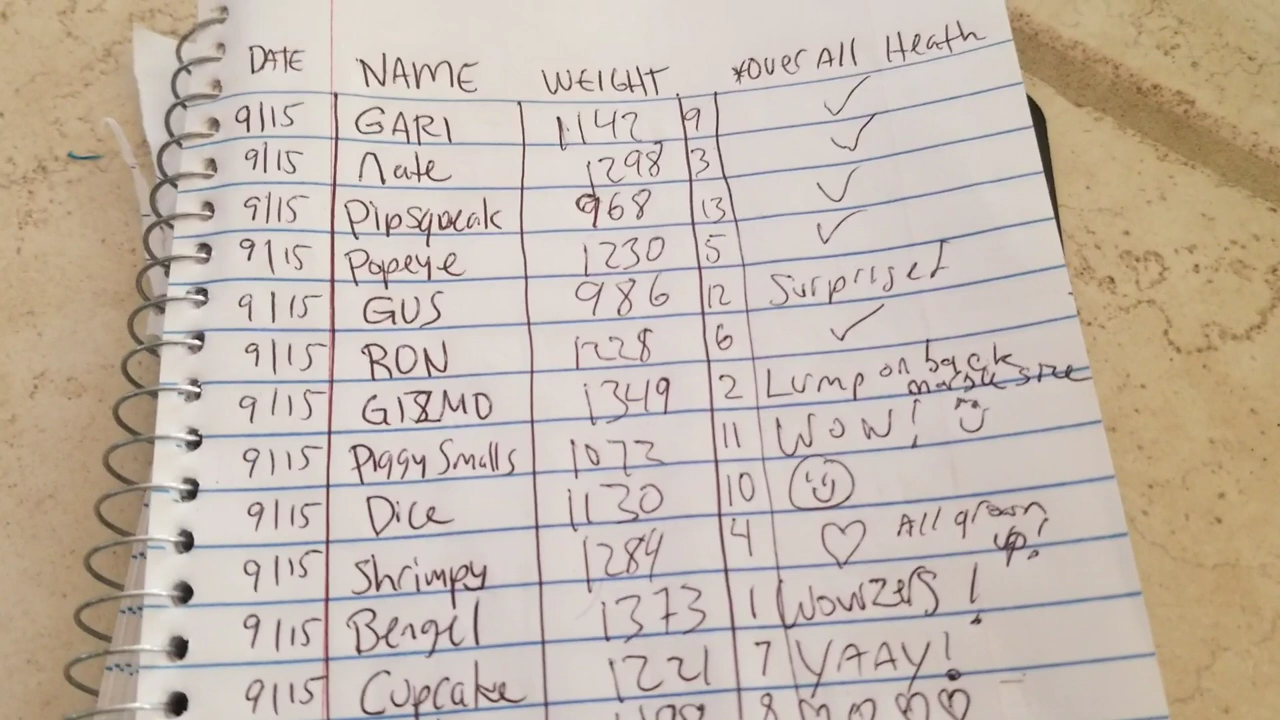 DATE NAME WEIGHT *Over All Heath
9/15 GARI 1142 9 ✓
9/15 Nate 1298 3 ✓
9/15 Pipsqueak 968 13 ✓
9/15 Popeye 1230 5 ✓
9/15 GUS 986 12 Surprised
9/15 RON 1228 6 ✓
9/15 GIZMO 1349 2 Lump on back marble size
9/15 Piggy Smalls 1073 11 WOW!
9/15 Dice 1130 10
9/15 Shrimpy 1284 4 ♡ All grown up!
9/15 Bengel 1373 1 Wowzers!
9/15 Cupcake 1221 7 YAAY!
8 ♡ ♡ ♡ ♡